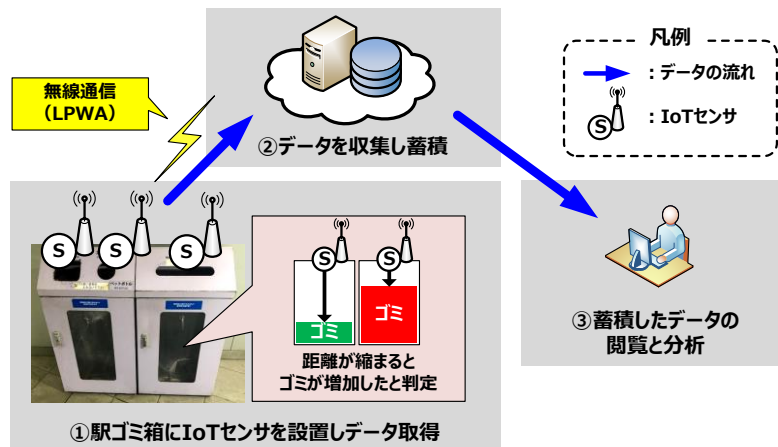 凡例
：データの流れ
S
：IoTセンサ
無線通信
（LPWA）
②データを収集し蓄積
S
S
S
S
S
ゴミ
ゴミ
距離が縮まると
ゴミが増加したと判定
①駅ゴミ箱にIoTセンサを設置しデータ取得
③蓄積したデータの
閲覧と分析